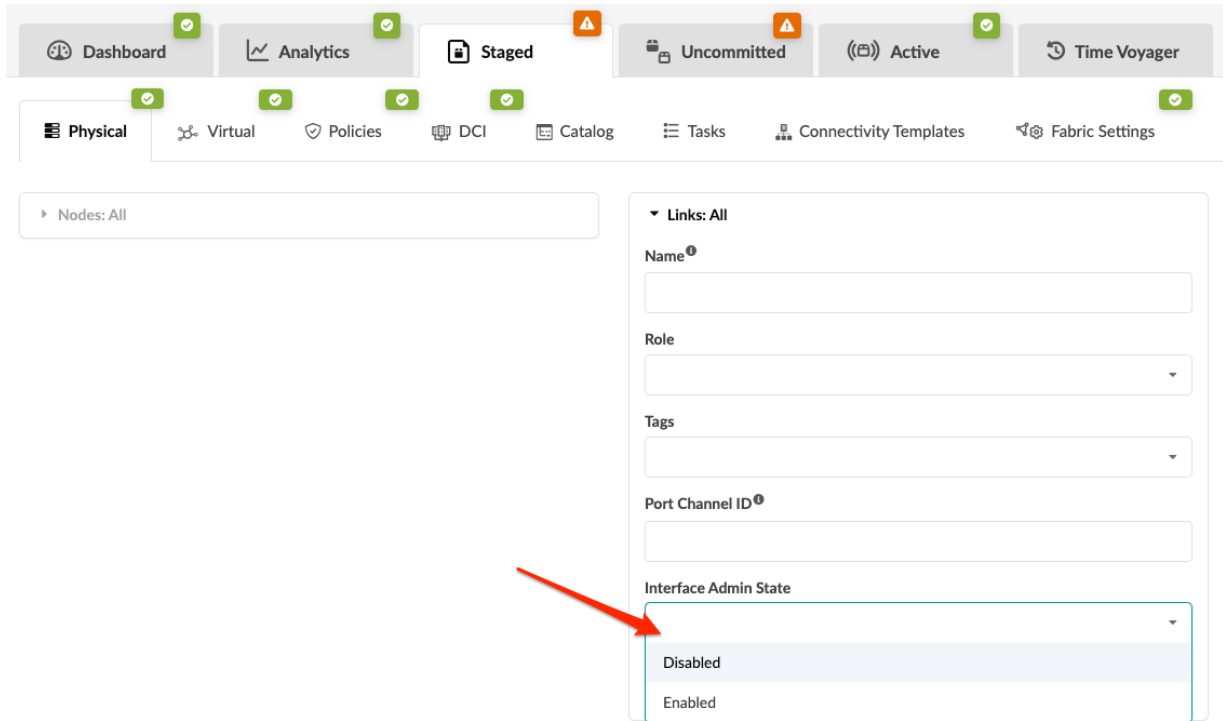 Dashboard
Analytics
Staged
Uncommitted
Active
Time Voyager
Physical
Virtual
Policies
DCI
Catalog
Tasks
Connectivity Templates
Fabric Settings
Nodes: All
Links: All
Name
Role
Tags
Port Channel ID
Interface Admin State
Disabled
Enabled